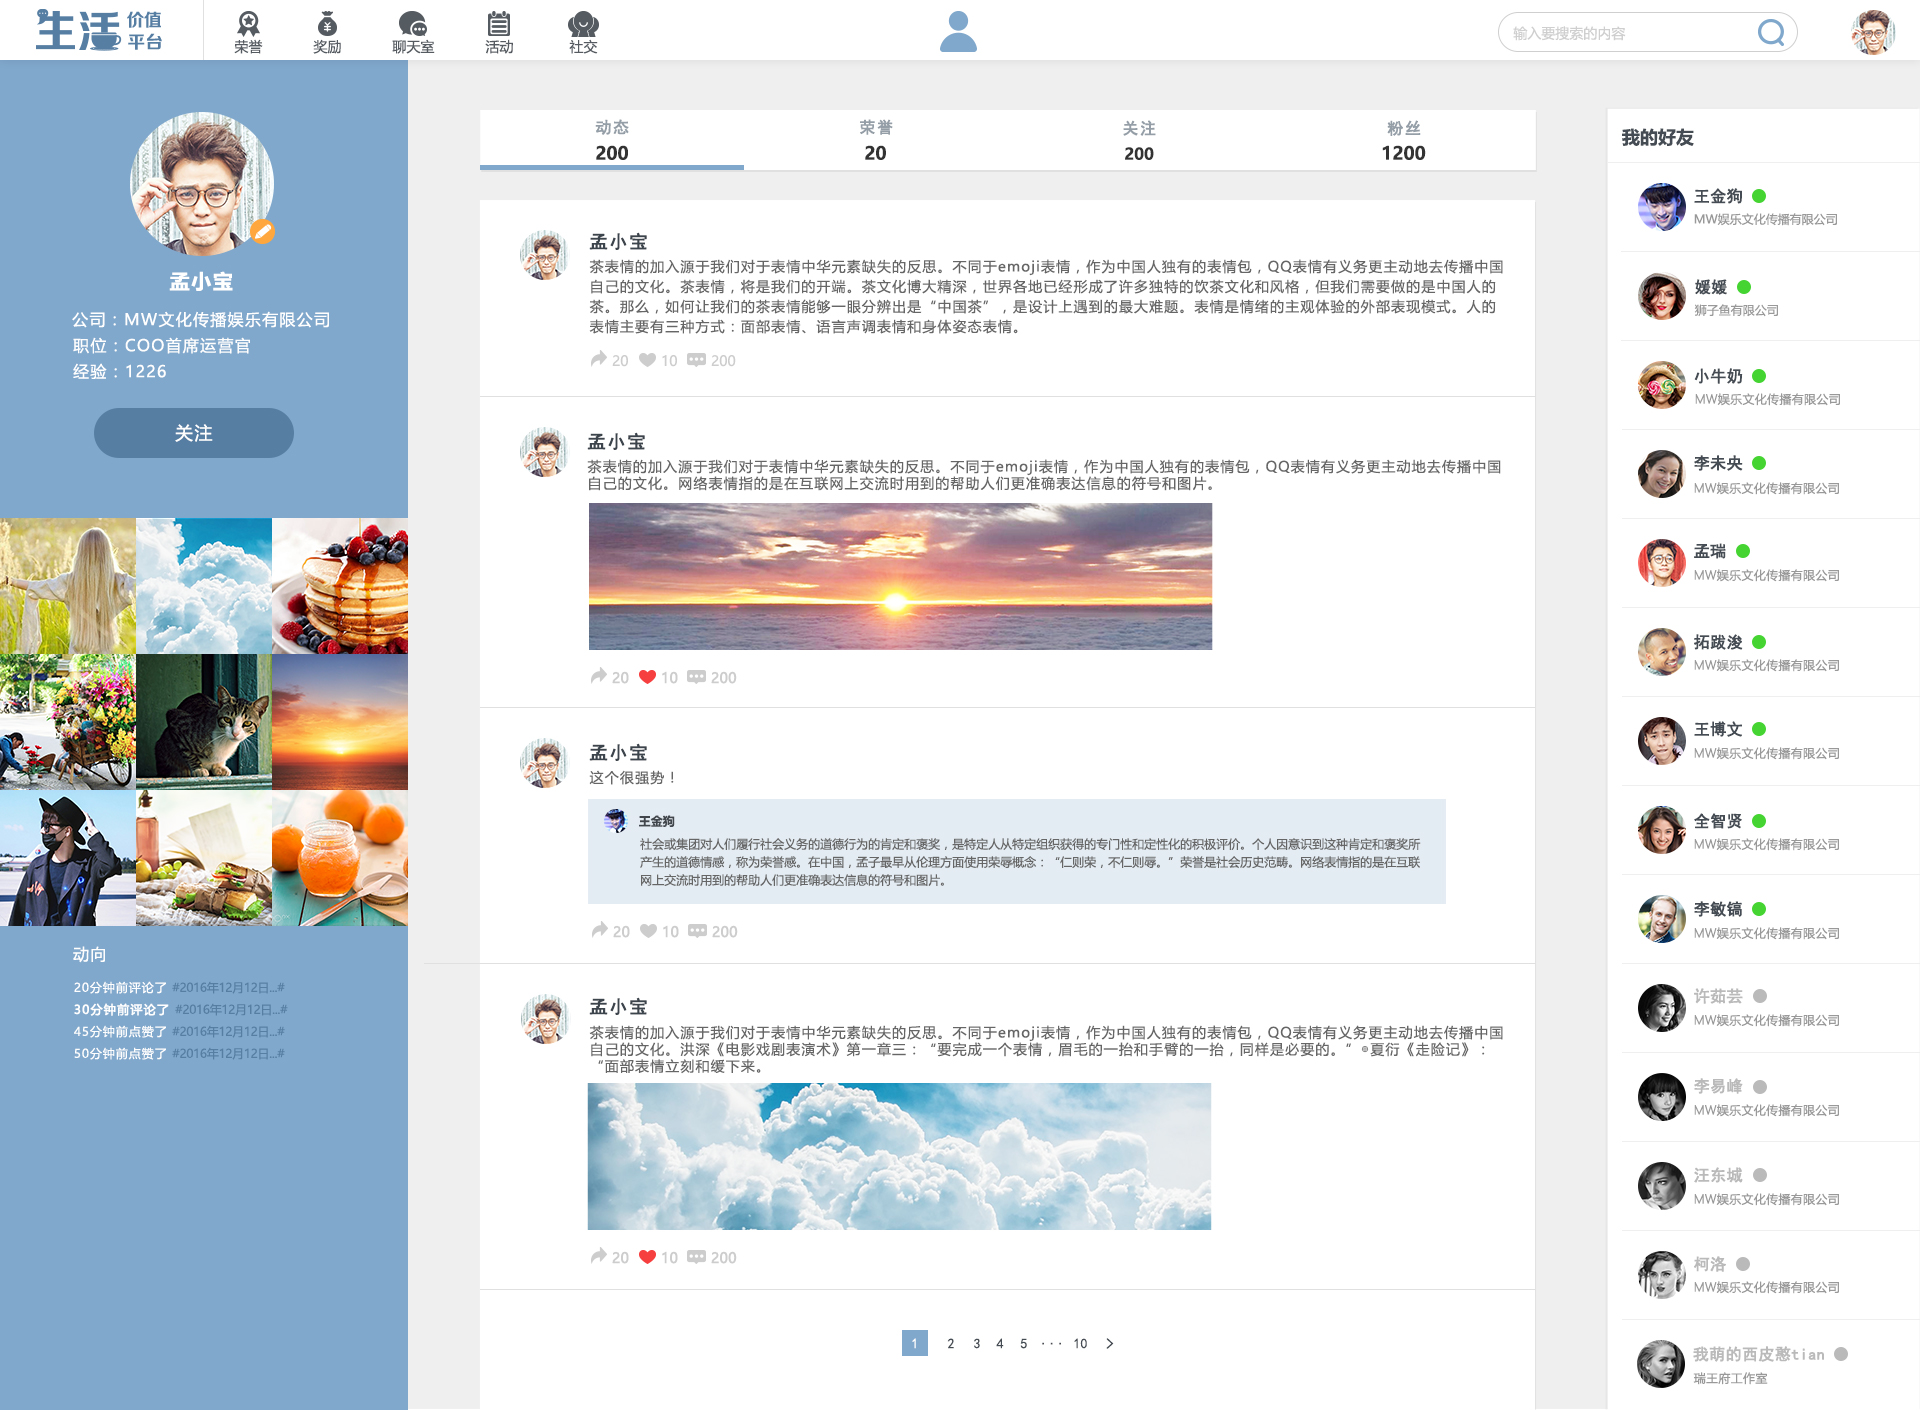 生活 价值
平台
荣誉
奖励
聊天室
活动
社交
输入要搜索的内容
孟小宝
公司：MW文化传播娱乐有限公司
职位：COO首席运营官
经验：1226
关注
动向
20分钟前评论了 #2016年12月12日...#
30分钟前评论了 #2016年12月12日...#
45分钟前点赞了 #2016年12月12日...#
50分钟前点赞了 #2016年12月12日...#
动态
200
荣誉
20
关注
200
粉丝
1200
孟小宝
茶表情的加入源于我们对于表情中华元素缺失的反思。不同于emoji表情，作为中国人独有的表情包，QQ表情有义务更主动地去传播中国
自己的文化。茶表情，将是我们的开端。茶文化博大精深，世界各地已经形成了许多独特的饮茶文化和风格，但我们需要做的是中国人的
茶。那么，如何让我们的茶表情能够一眼分辨出是“中国茶”，是设计上遇到的最大难题。表情是情绪的主观体验的外部表现模式。人的
表情主要有三种方式：面部表情、语言声调表情和身体姿态表情。
20 10 200
孟小宝
茶表情的加入源于我们对于表情中华元素缺失的反思。不同于emoji表情，作为中国人独有的表情包，QQ表情有义务更主动地去传播中国
自己的文化。网络表情指的是在互联网上交流时用到的帮助人们更准确表达信息的符号和图片。
20 10 200
孟小宝
这个很强势！
王金狗
社会或集团对人们履行社会义务的道德行为的肯定和褒奖，是特定人从特定组织获得的专门性和定性化的积极评价。个人因意识到这种肯定和褒奖所
产生的道德情感，称为荣誉感。在中国，孟子最早从伦理方面使用荣辱概念：“仁则荣，不仁则辱。”荣誉是社会历史范畴。网络表情指的是在互联
网上交流时用到的帮助人们更准确表达信息的符号和图片。
20 10 200
孟小宝
茶表情的加入源于我们对于表情中华元素缺失的反思。不同于emoji表情，作为中国人独有的表情包，QQ表情有义务更主动地去传播中国
自己的文化。洪深《电影戏剧表演术》第一章三：“要完成一个表情，眉毛的一抬和手臂的一抬，同样是必要的。”◎夏衍《走险记》：
“面部表情立刻和缓下来。
20 10 200
1 2 3 4 5 ··· 10 >
我的好友
王金狗
MW娱乐文化传播有限公司
媛媛
狮子鱼有限公司
小牛奶
MW娱乐文化传播有限公司
李未央
MW娱乐文化传播有限公司
孟瑞
MW娱乐文化传播有限公司
拓跋浚
MW娱乐文化传播有限公司
王博文
MW娱乐文化传播有限公司
全智贤
MW娱乐文化传播有限公司
李敏镐
MW娱乐文化传播有限公司
许茹芸
MW娱乐文化传播有限公司
李易峰
MW娱乐文化传播有限公司
汪东城
MW娱乐文化传播有限公司
柯洛
MW娱乐文化传播有限公司
我萌的西皮憨tian
瑞王府工作室